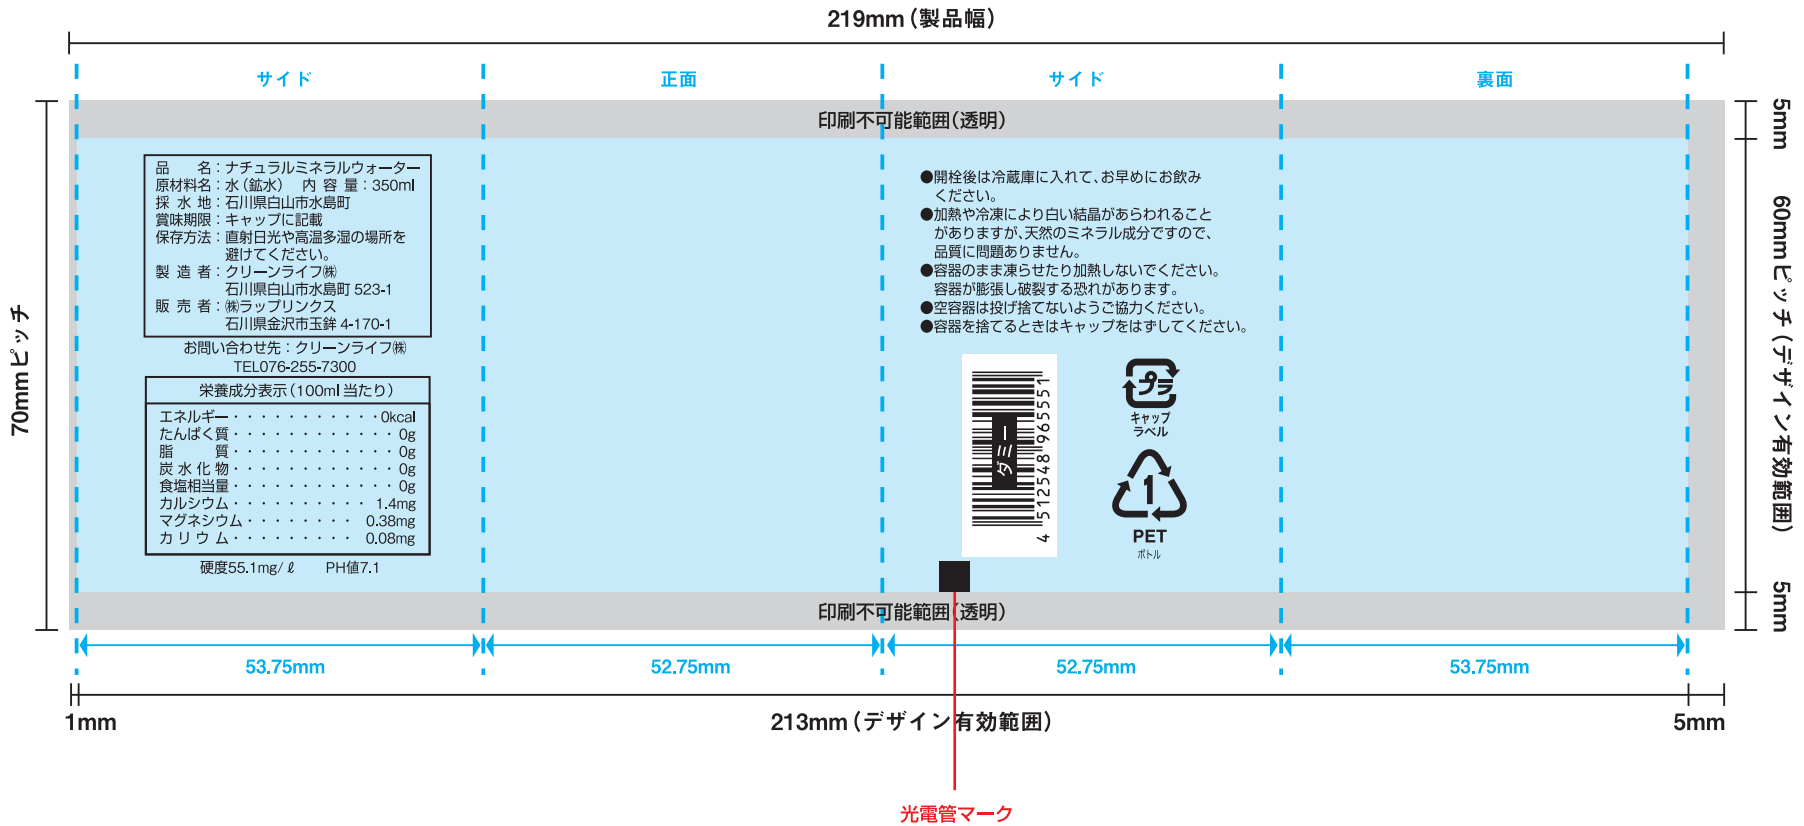 219mm（製品幅）
サイド
正面
サイド
裏面
印刷不可能範囲（透明）
5mm
60mmピッチ（デザイン有効範囲）
5mm
70mmピッチ
品　　名：ナチュラルミネラルウォーター
原材料名：水（鉱水）　内 容 量：350ml
採 水 地：石川県白山市水島町
賞味期限：キャップに記載
保存方法：直射日光や高温多湿の場所を
避けてください。
製 造 者：クリーンライフ㈱
石川県白山市水島町 523-1
販 売 者：㈱ラップリンクス
石川県金沢市玉鉾 4-170-1
お問い合わせ先：クリーンライフ㈱
TEL076-255-7300
栄養成分表示（100ml 当たり）
エネルギー・・・・・・・・・・・0kcal
たんぱく質・・・・・・・・・・・・0g
脂　　質・・・・・・・・・・・・0g
炭 水 化 物・・・・・・・・・・・・0g
食塩相当量・・・・・・・・・・・・0g
カルシウム・・・・・・・・・・1.4mg
マグネシウム・・・・・・・・0.38mg
カ リ ウ ム・・・・・・・・・0.08mg
硬度55.1mg/ℓ　　PH値7.1
●開栓後は冷蔵庫に入れて、お早めにお飲み
ください。
●加熱や冷凍により白い結晶があらわれること
がありますが、天然のミネラル成分ですので、
品質に問題ありません。
●容器のまま凍らせたり加熱しないでください。
容器が膨張し破裂する恐れがあります。
●空容器は投げ捨てないようご協力ください。
●容器を捨てるときはキャップをはずしてください。
ダミー
4 512548 965551
プラ
キャップ
ラベル
1
PET
ボトル
印刷不可能範囲（透明）
53.75mm
52.75mm
52.75mm
53.75mm
1mm
213mm（デザイン有効範囲）
5mm
光電管マーク